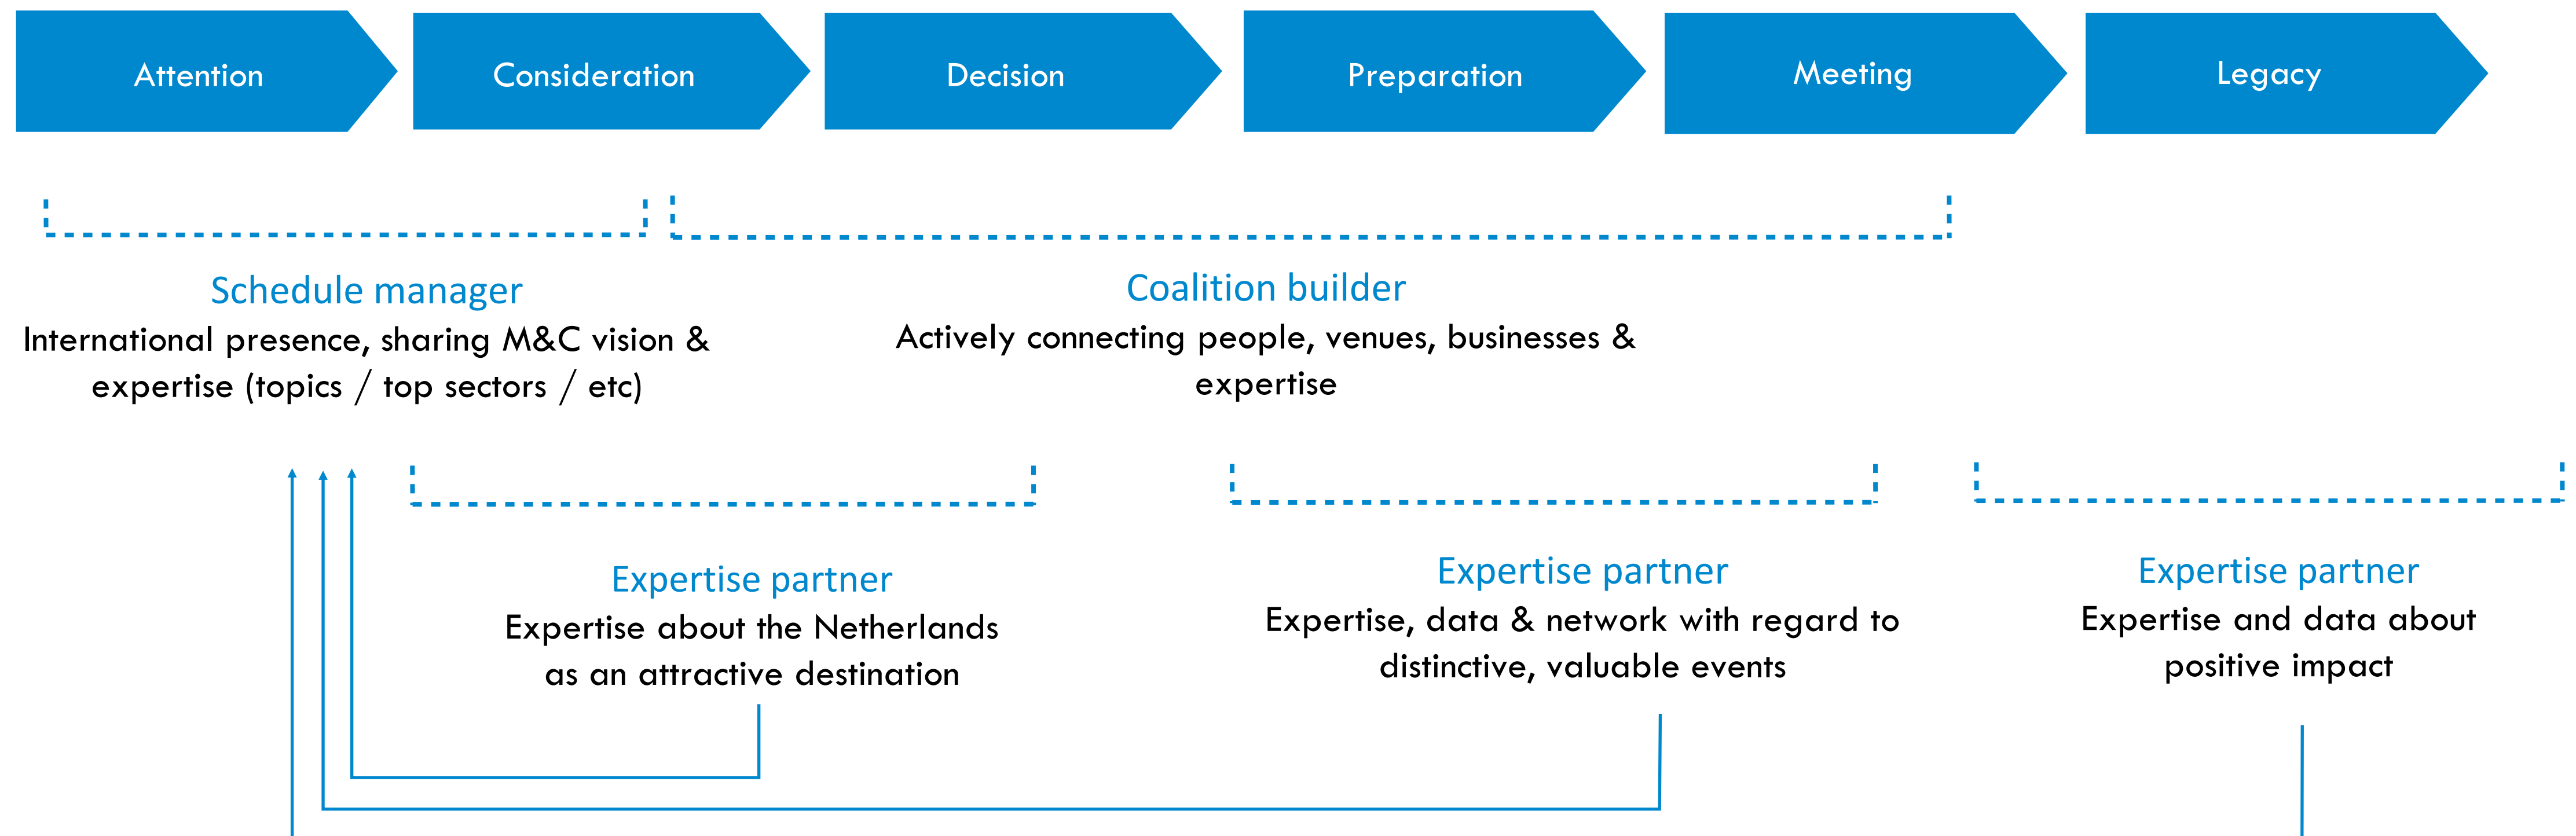 Attention
Consideration
Decision
Preparation
Meeting
Legacy
Schedule manager
International presence, sharing M&C vision &
expertise (topics / top sectors / etc)
Coalition builder
Actively connecting people, venues, businesses &
expertise
Expertise partner
Expertise about the Netherlands
as an attractive destination
Expertise partner
Expertise, data & network with regard to
distinctive, valuable events
Expertise partner
Expertise and data about
positive impact